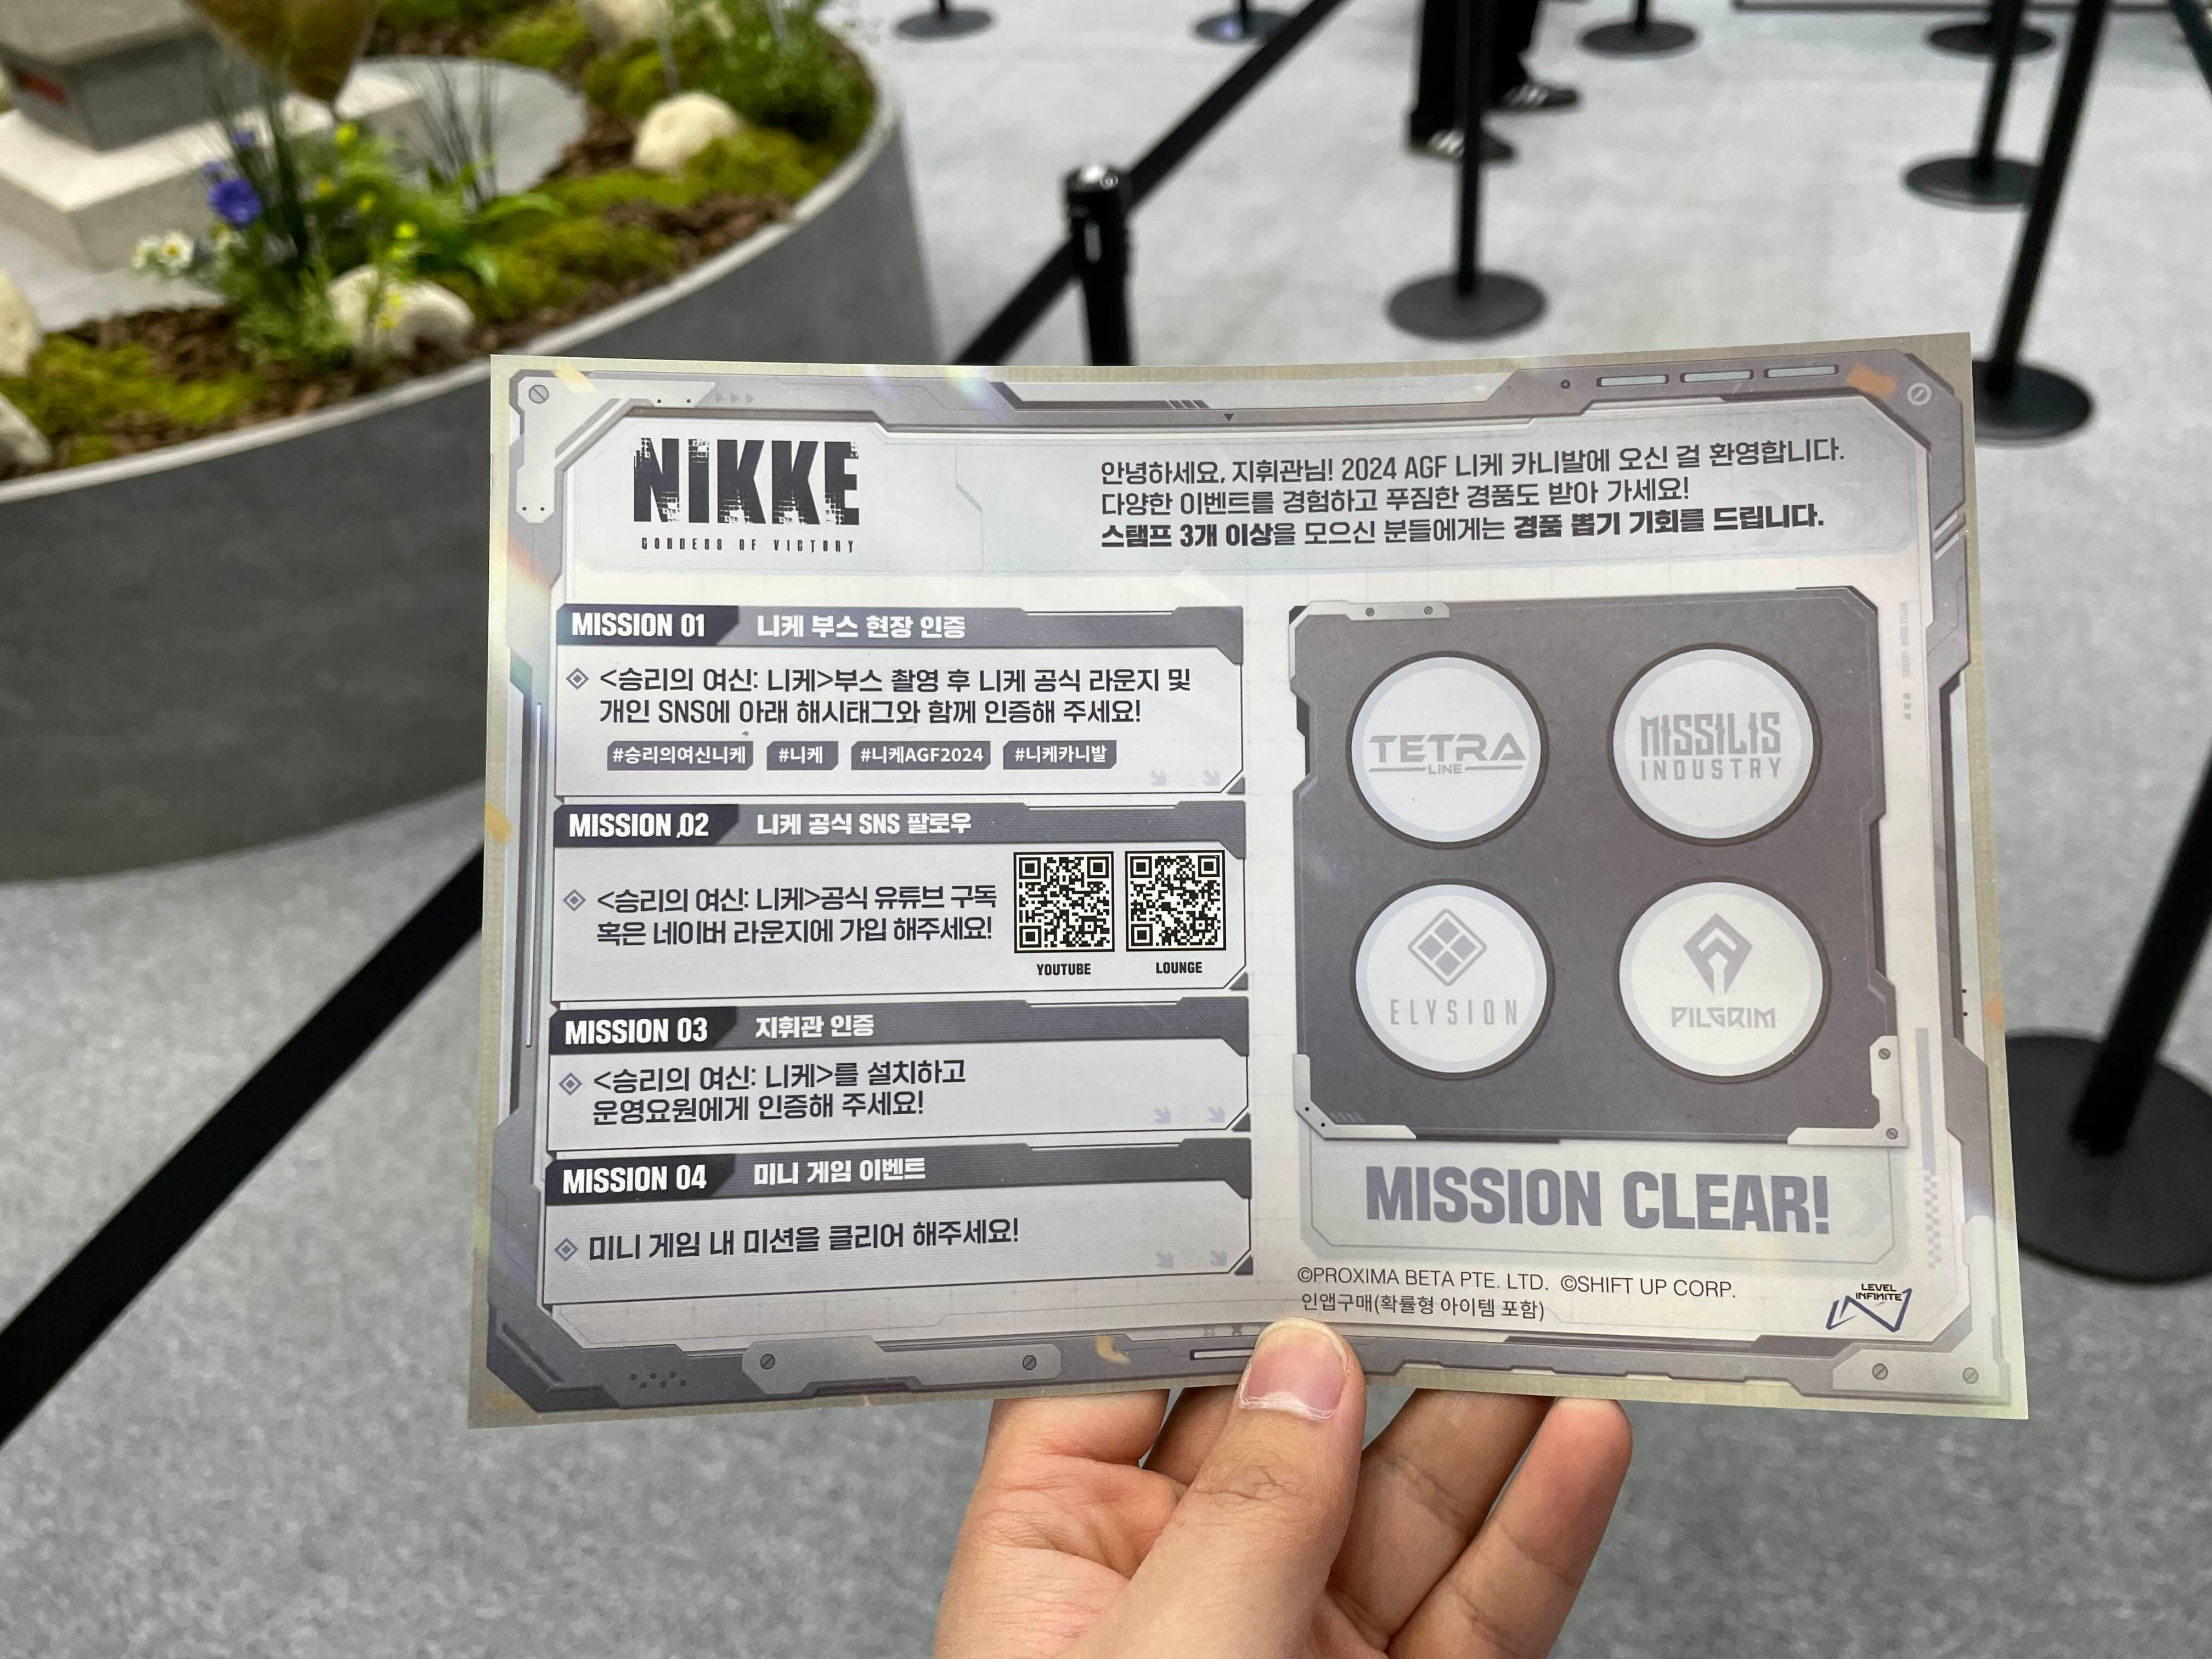 NIKKE
GODDESS OF VICTORY
안녕하세요, 지휘관님! 2024 AGF 니케 카니발에 오신 걸 환영합니다.
다양한 이벤트를 경험하고 푸짐한 경품도 받아 가세요!
스탬프 3개 이상을 모으신 분들에게는 경품 뽑기 기회를 드립니다.
MISSION 01 니케 부스 현장 인증
<승리의 여신: 니케>부스 촬영 후 니케 공식 라운지 및
개인 SNS에 아래 해시태그와 함께 인증해 주세요!
#승리의여신니케 #니케 #니케AGF2024 #니케카니발
MISSION 02 니케 공식 SNS 팔로우
<승리의 여신: 니케>공식 유튜브 구독
혹은 네이버 라운지에 가입 해주세요!
YOUTUBE LOUNGE
MISSION 03 지휘관 인증
<승리의 여신: 니케>를 설치하고
운영요원에게 인증해 주세요!
MISSION 04 미니 게임 이벤트
미니 게임 내 미션을 클리어 해주세요!
TETRA
LINE
MISSILIS
INDUSTRY
ELYSION
PILGRIM
MISSION CLEAR!
©PROXIMA BETA PTE. LTD. ©SHIFT UP CORP.
인앱구매(확률형 아이템 포함)
LEVEL
INFINITE